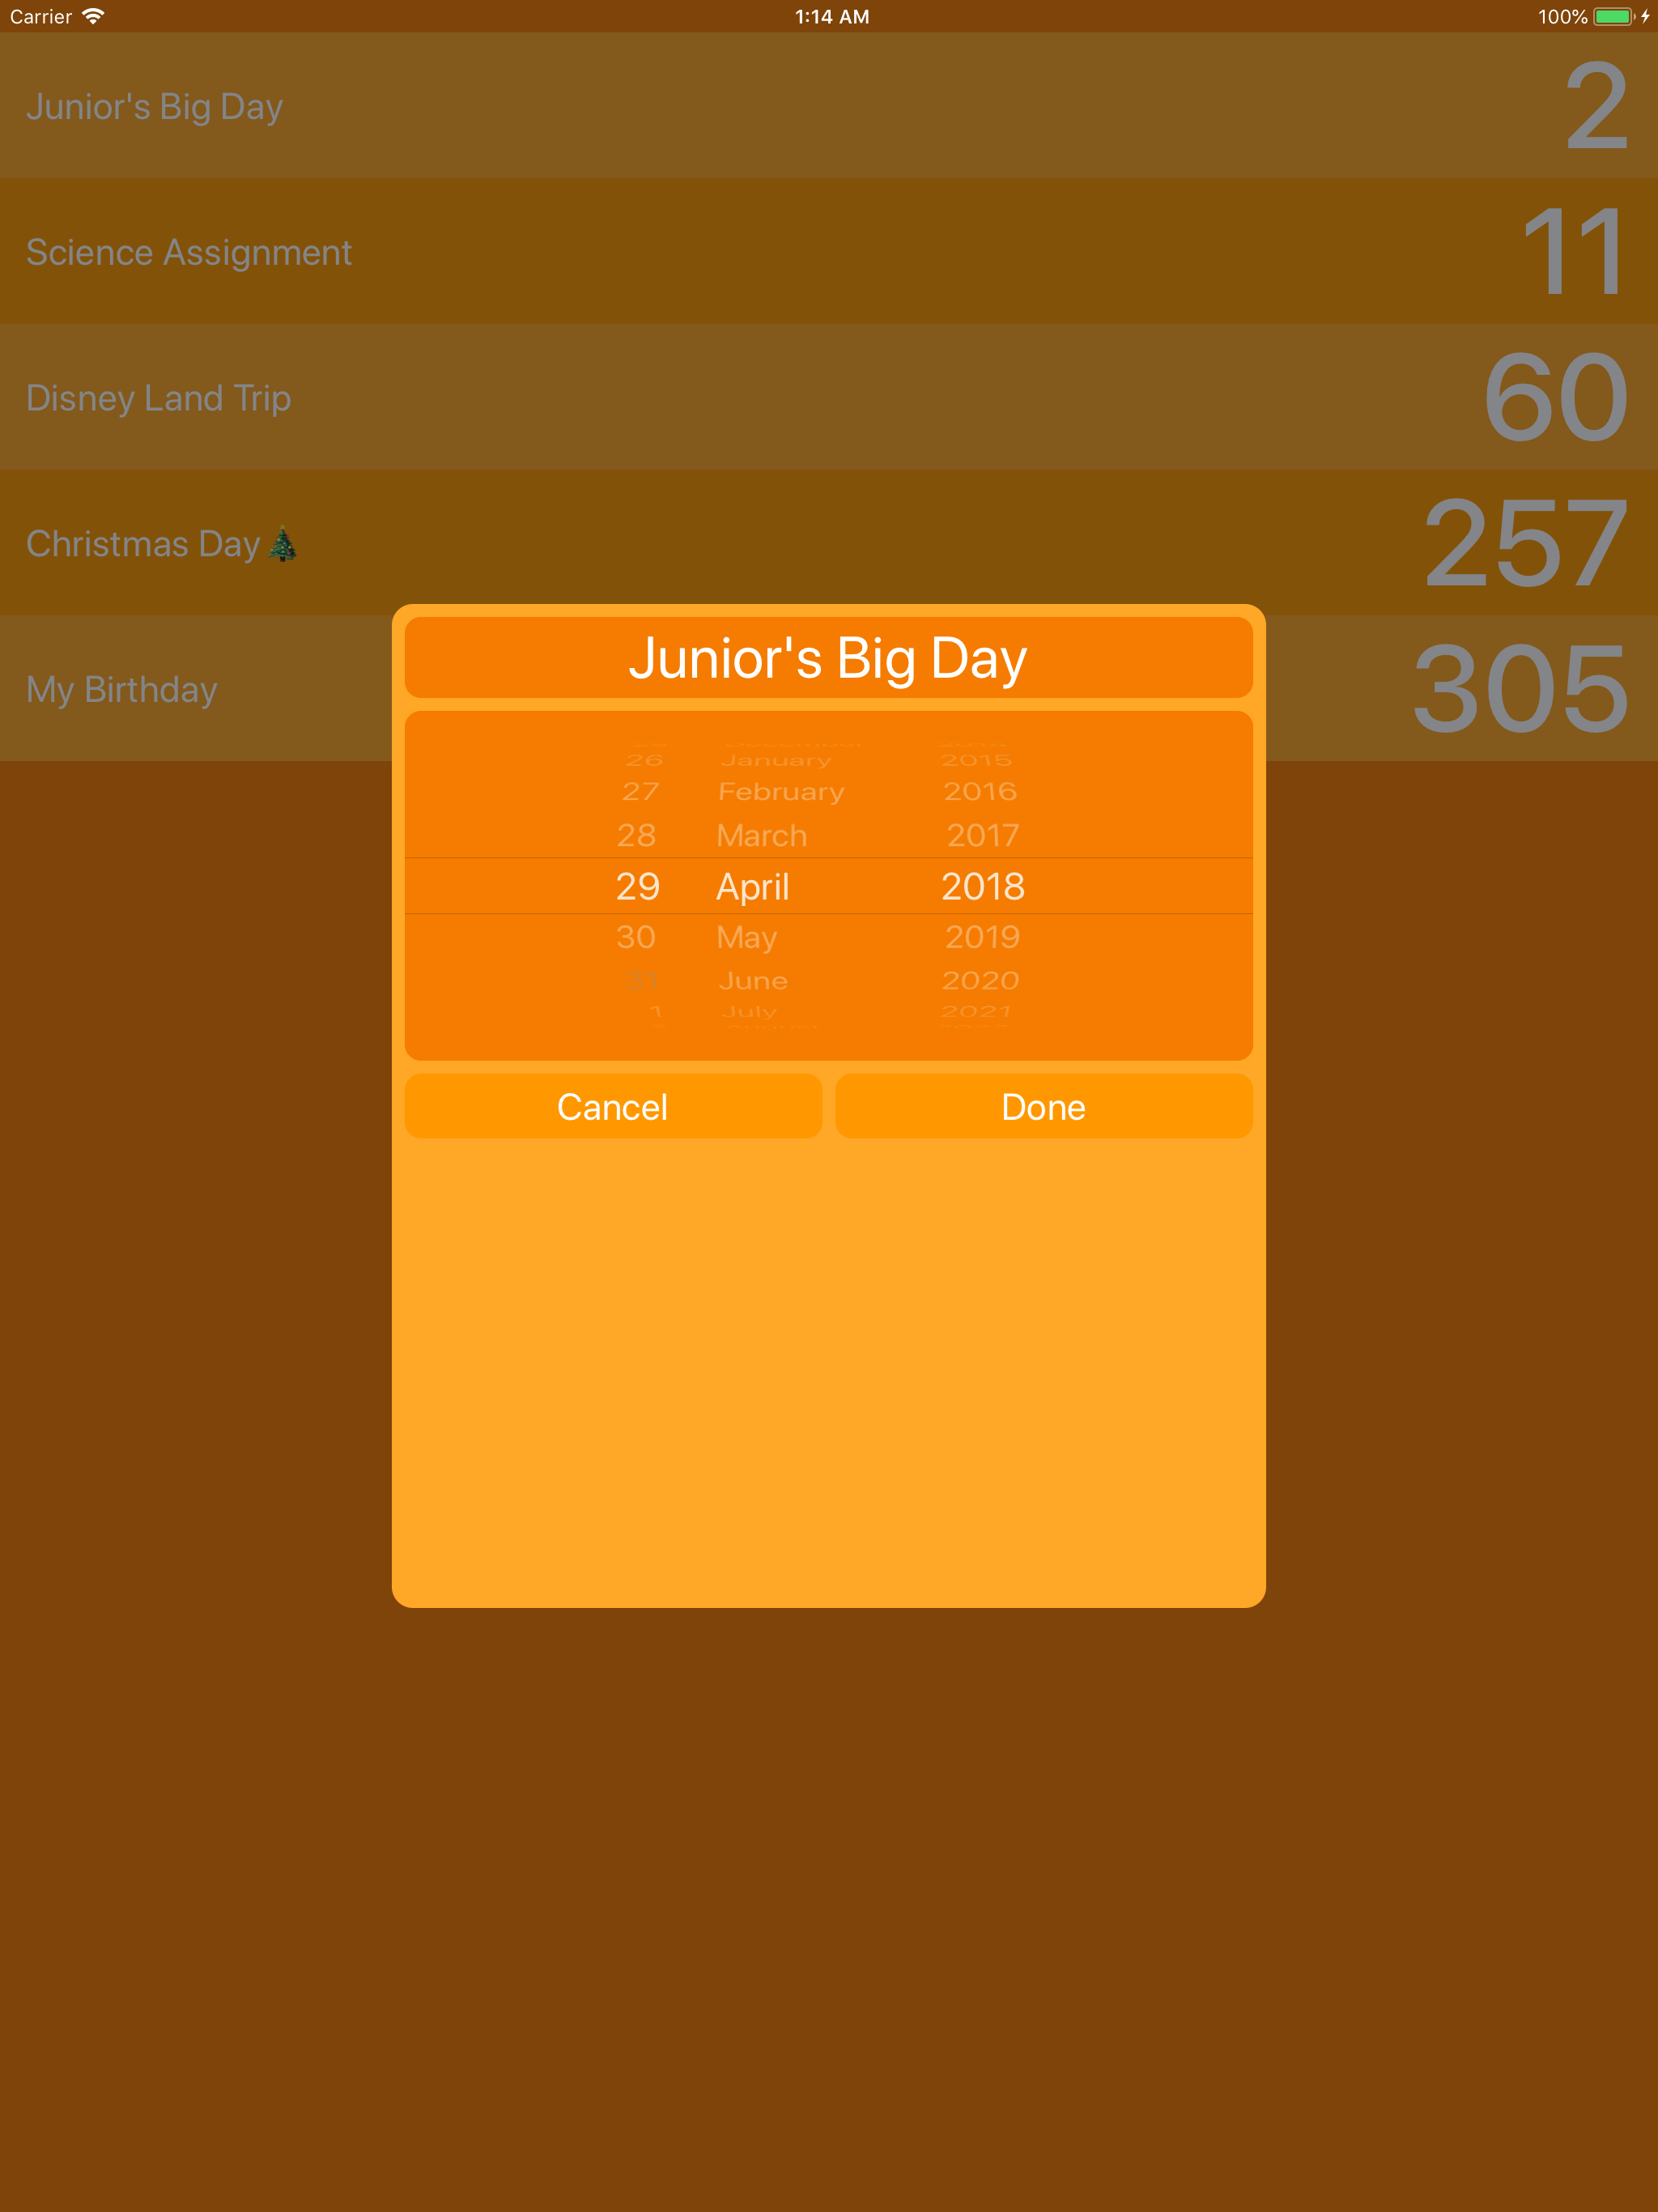 Carrier 1:14 AM 100%
Junior's Big Day 2
Science Assignment 11
Disney Land Trip 60
Christmas Day🎄 257
My Birthday 305
Junior's Big Day
26 January 2015
27 February 2016
28 March 2017
29 April 2018
30 May 2019
31 June 2020
1 July 2021
Cancel Done